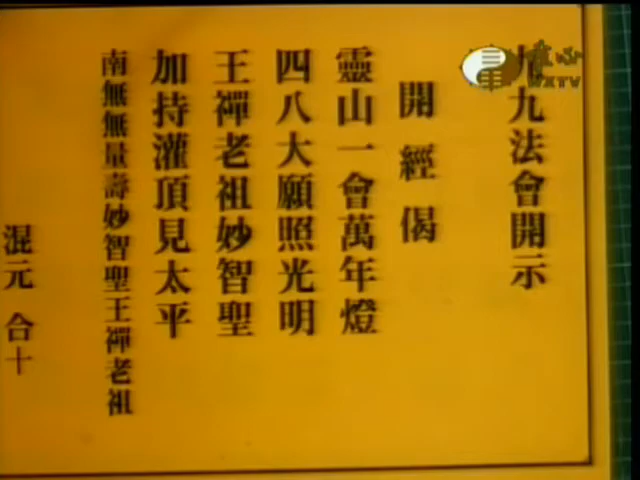 九九法會開示
開經偈
靈山一會萬年燈
四八大願照光明
王禪老祖妙智聖
加持灌頂見太平
南無無量壽妙智聖王禪老祖
混元 合十